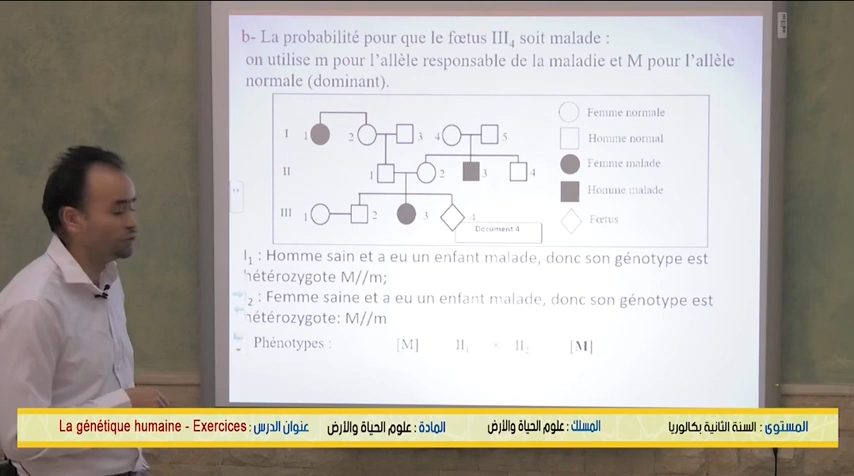 b- La probabilité pour que le fœtus III4 soit malade :
on utilise m pour l’allèle responsable de la maladie et M pour l’allèle
normale (dominant).
I 1 2 3 4 5
Femme normale
Homme normal
II 1 2 3 4
Femme malade
Homme malade
III 1 2 3 4
Fœtus
Document 4
I1 : Homme sain et a eu un enfant malade, donc son génotype est
hétérozygote M//m;
2 : Femme saine et a eu un enfant malade, donc son génotype est
hétérozygote: M//m
Phénotypes : [M] II1 × II2 [M]
المستوى : السنة الثانية بكالوريا
المسلك : علوم الحياة والأرض
المادة : علوم الحياة والأرض
عنوان الدرس : La génétique humaine - Exercices